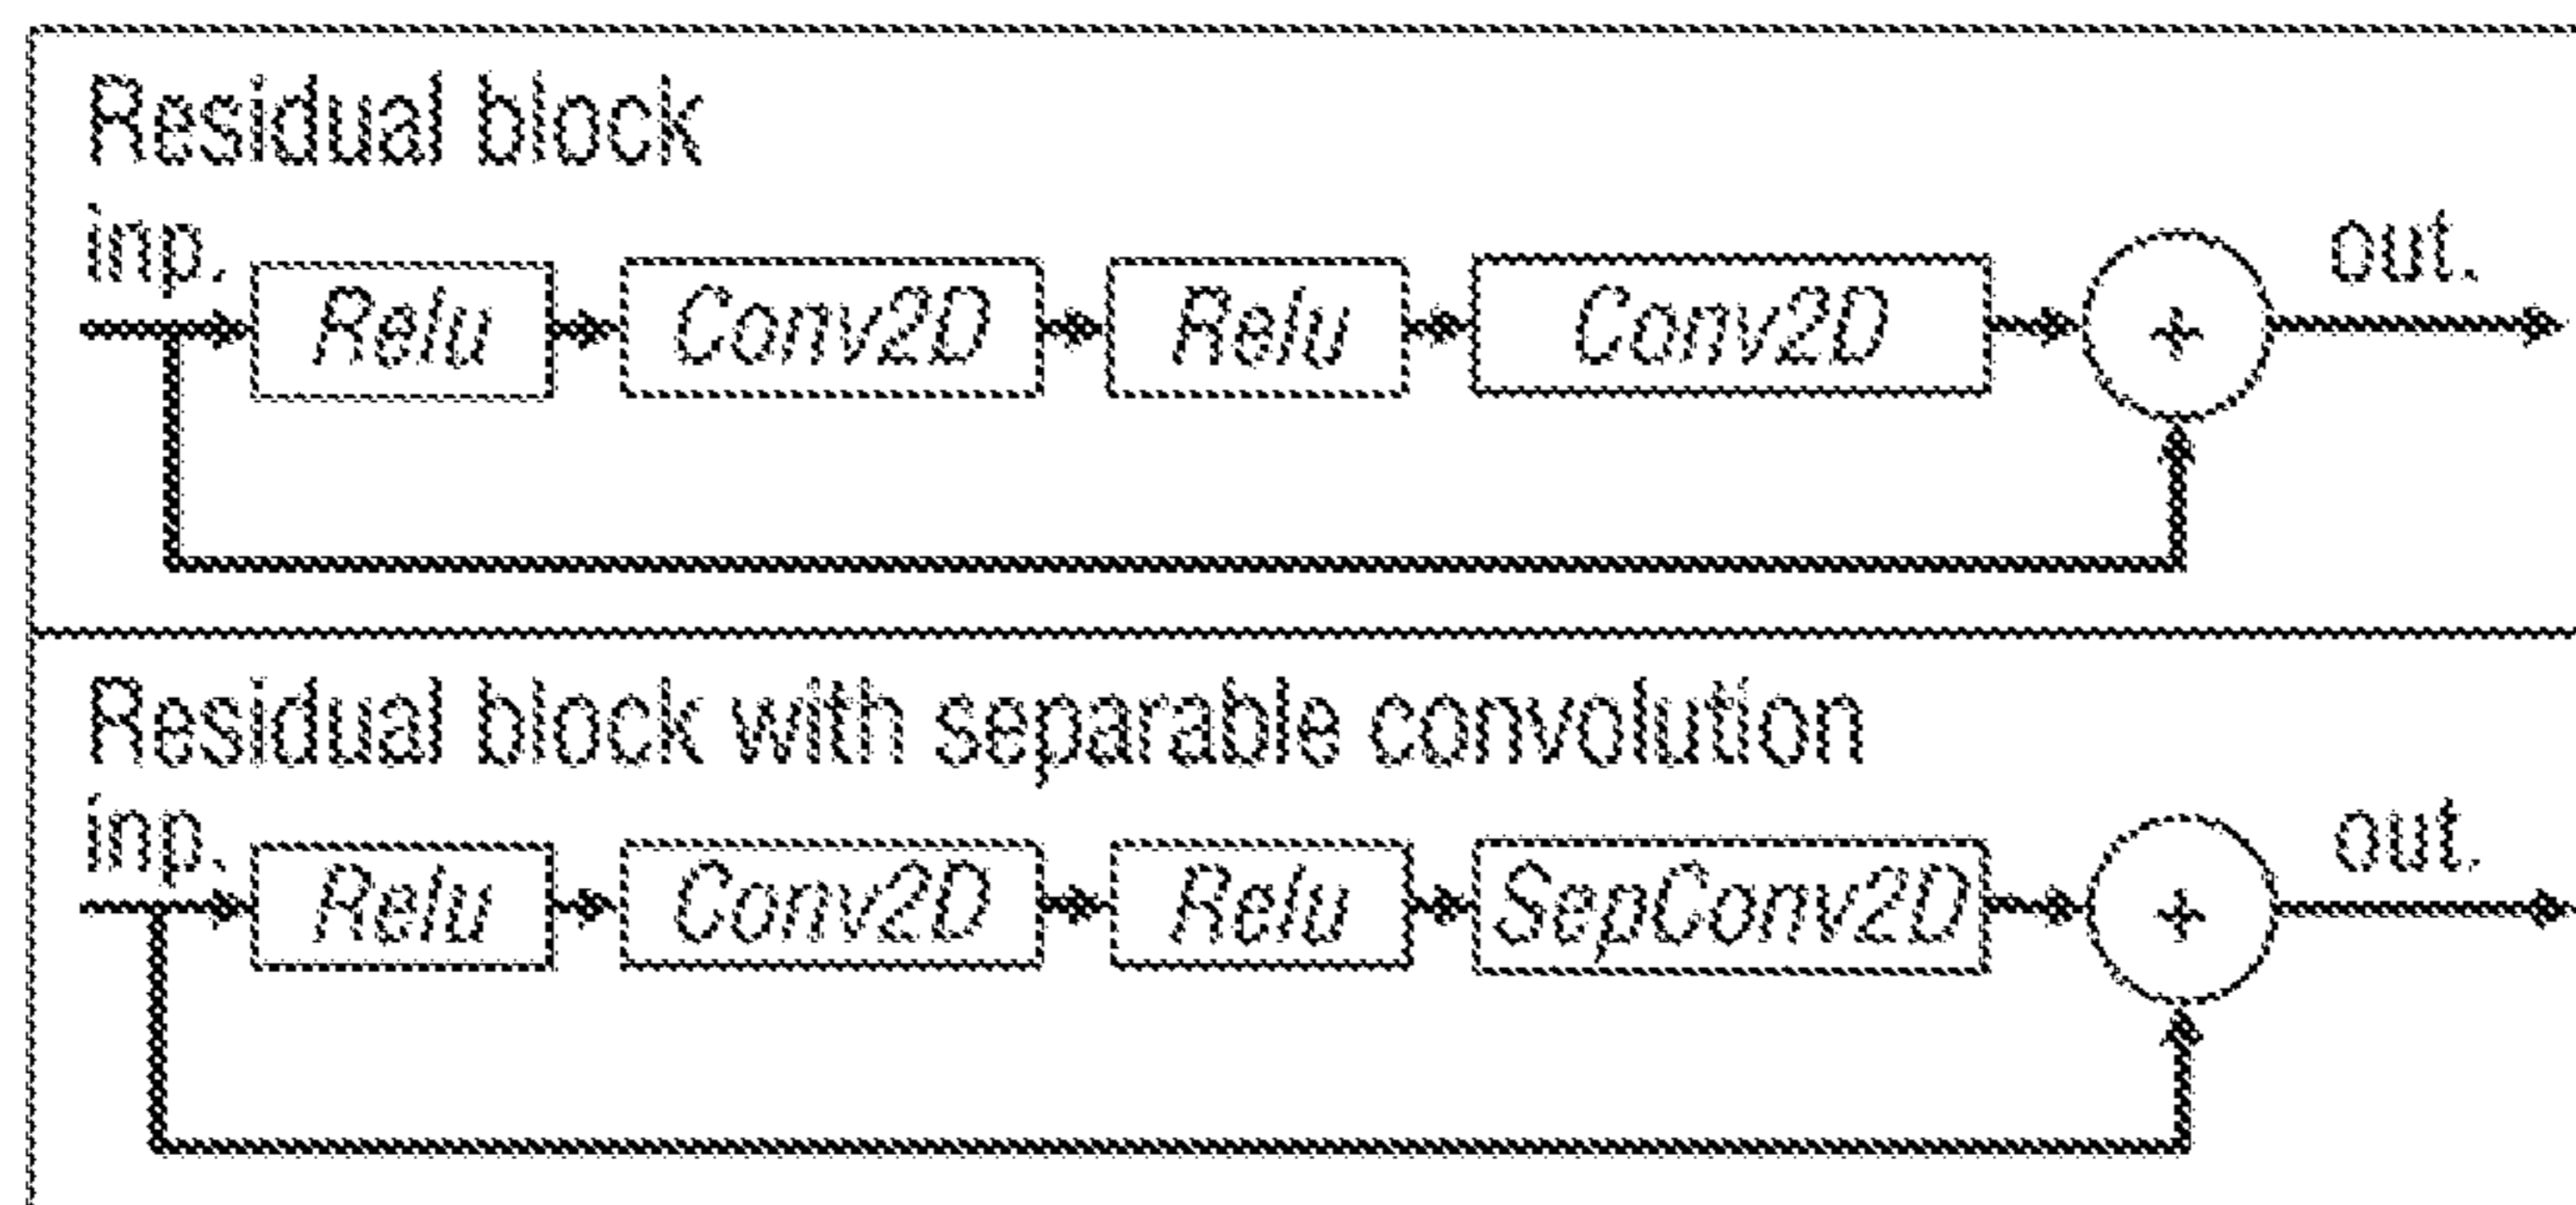 Residual block
inp.
out.
Relu Conv2D Relu Conv2D +
Residual block with separable convolution
inp.
out.
Relu Conv2D Relu SepConv2D +